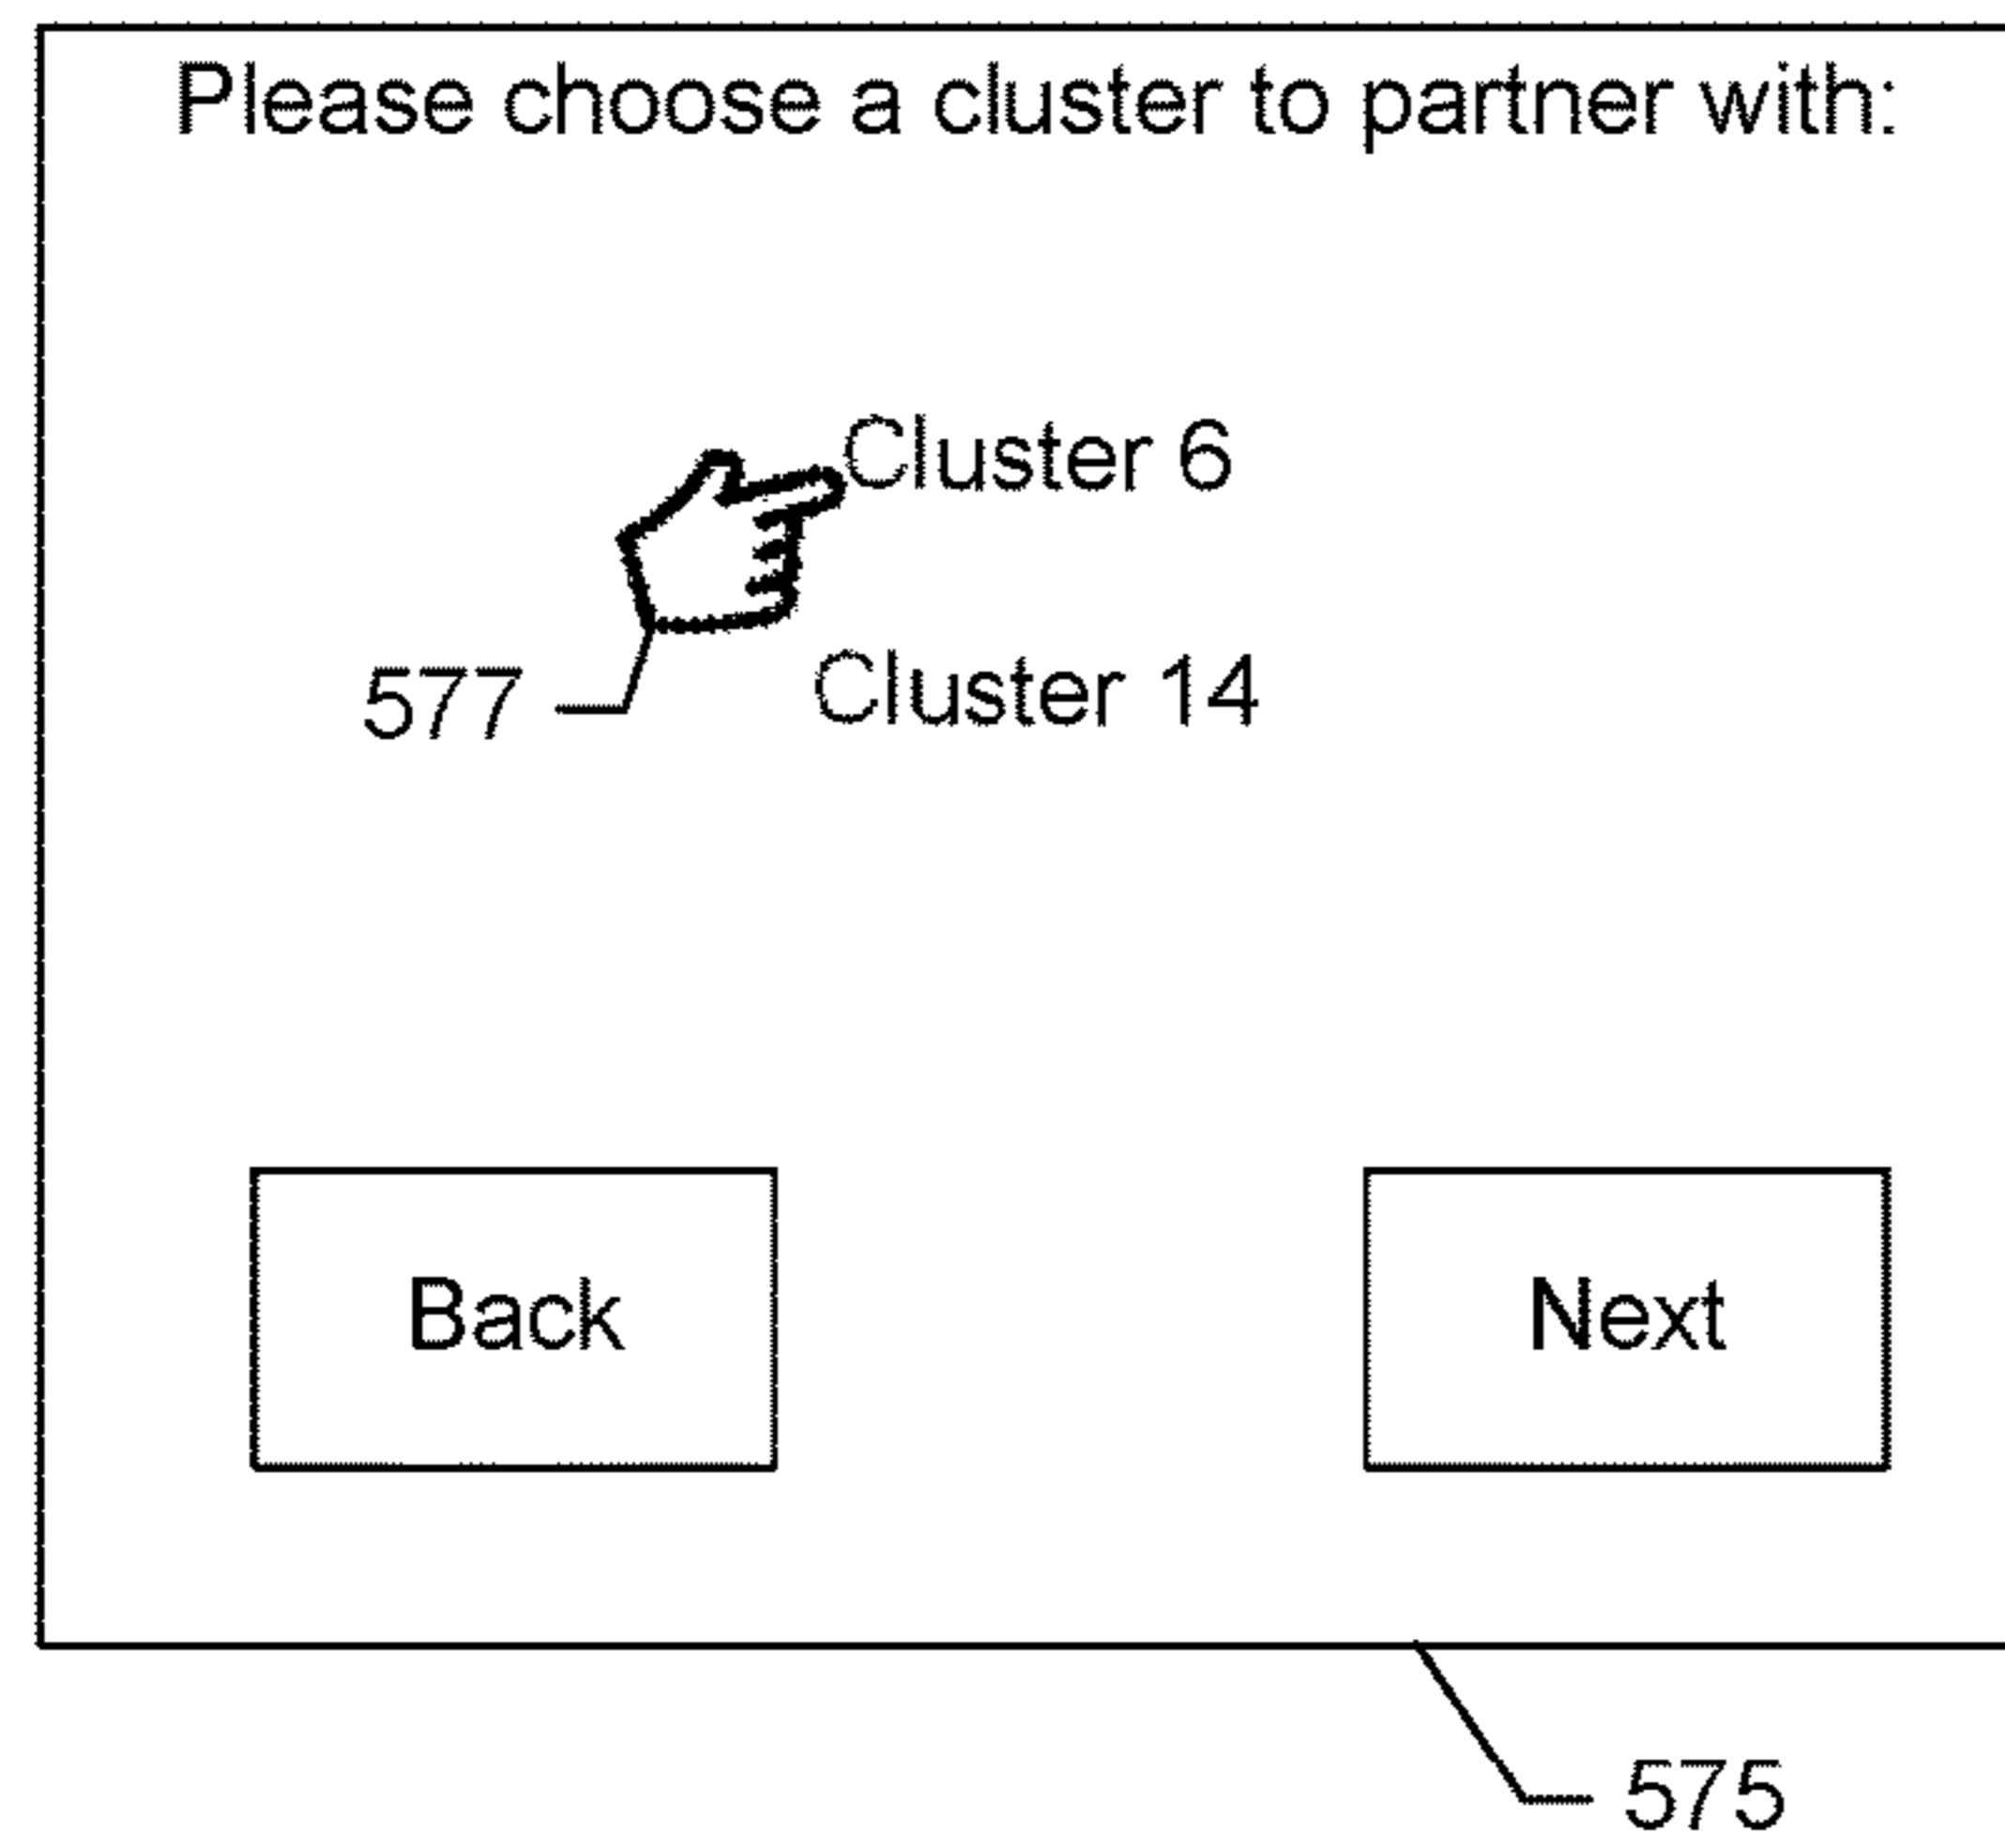 Please choose a cluster to partner with:
Cluster 6
577
Cluster 14
Back
Next
575